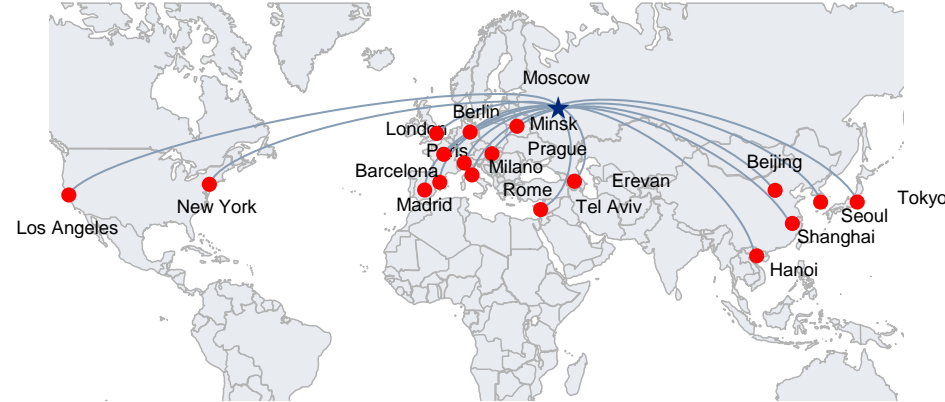 Moscow
Berlin
London
Minsk
Paris
Prague
Beijing
Barcelona
Milano
Erevan
Rome
Tokyo
Madrid
New York
Tel Aviv
Seoul
Los Angeles
Shanghai
Hanoi